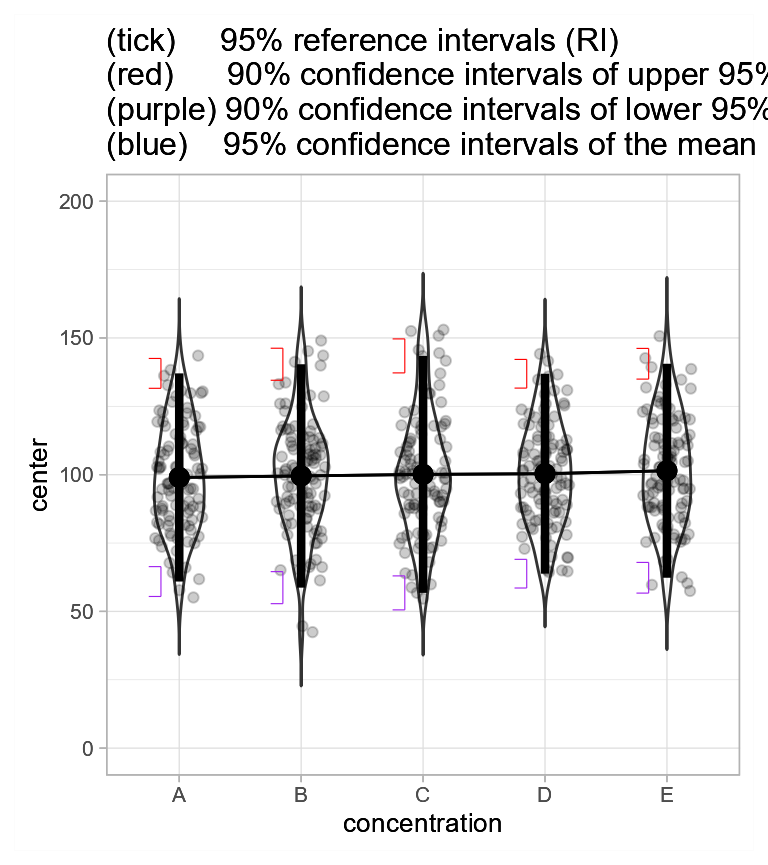 (tick) 95% reference intervals (RI)
(red) 90% confidence intervals of upper 95%
(purple) 90% confidence intervals of lower 95%
(blue) 95% confidence intervals of the mean
200
150
100
50
0
center
A B C D E
concentration